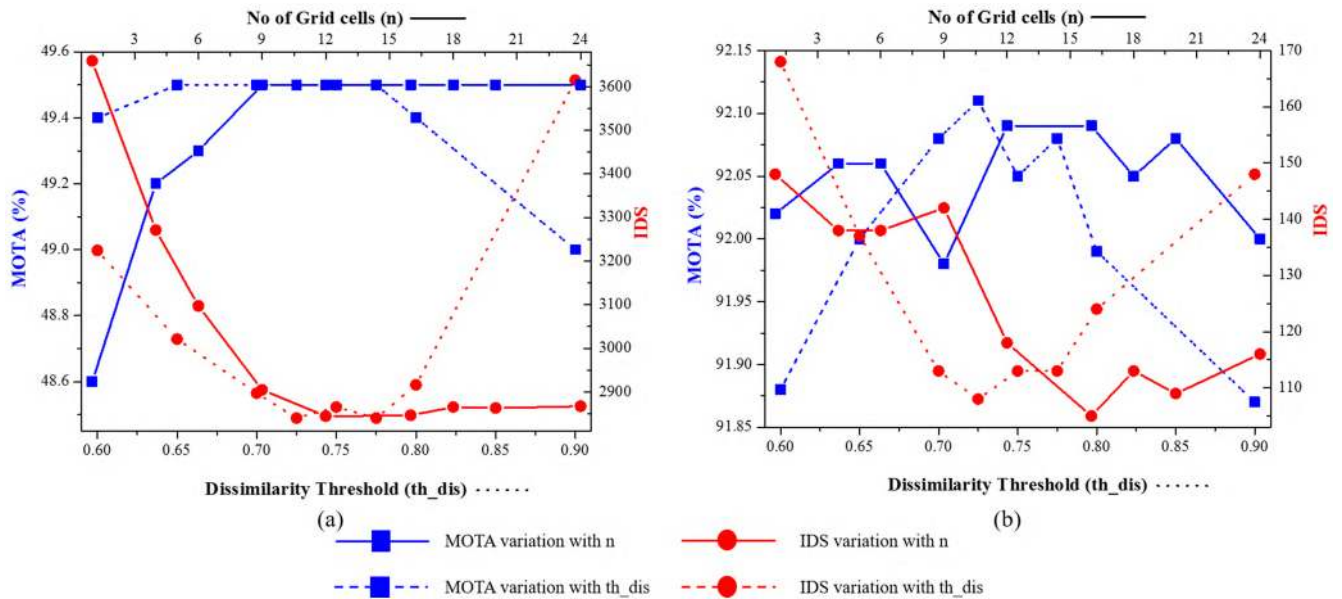 No of Grid cells (n)
3 6 9 12 15 18 21 24
49.6
49.4
49.2
49.0
48.8
48.6
MOTA (%)
3600
3500
3400
3300
3200
3100
3000
2900
IDS
0.60 0.65 0.70 0.75 0.80 0.85 0.90
Dissimilarity Threshold (th_dis)
(a)
No of Grid cells (n)
3 6 9 12 15 18 21 24
92.15
92.10
92.05
92.00
91.95
91.90
91.85
MOTA (%)
170
160
150
140
130
120
110
IDS
0.60 0.65 0.70 0.75 0.80 0.85 0.90
Dissimilarity Threshold (th_dis)
(b)
MOTA variation with n
IDS variation with n
MOTA variation with th_dis
IDS variation with th_dis